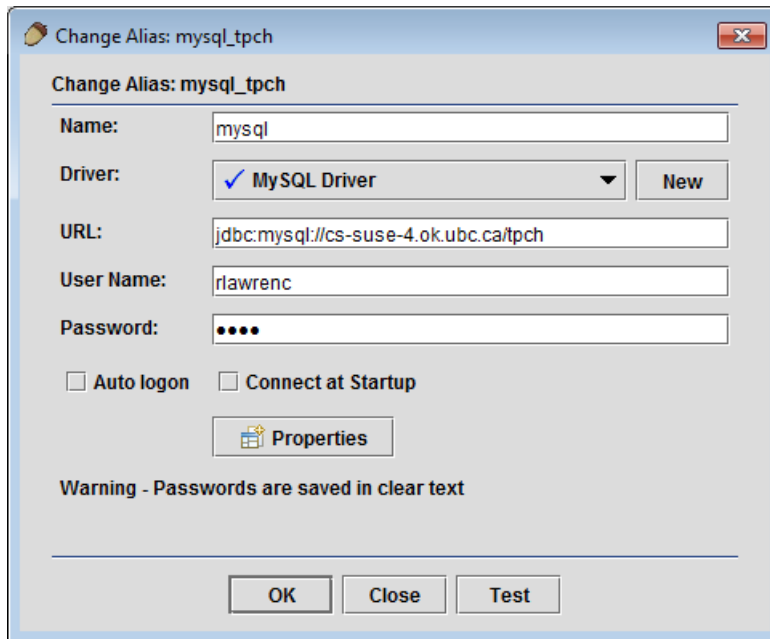 Change Alias: mysql_tpch
Change Alias: mysql_tpch
Name: mysql
Driver: MySQL Driver New
URL: jdbc:mysql://cs-suse-4.ok.ubc.ca/tpch
User Name: rlawrenc
Password: ●●●●
Auto logon Connect at Startup
Properties
Warning - Passwords are saved in clear text
OK Close Test